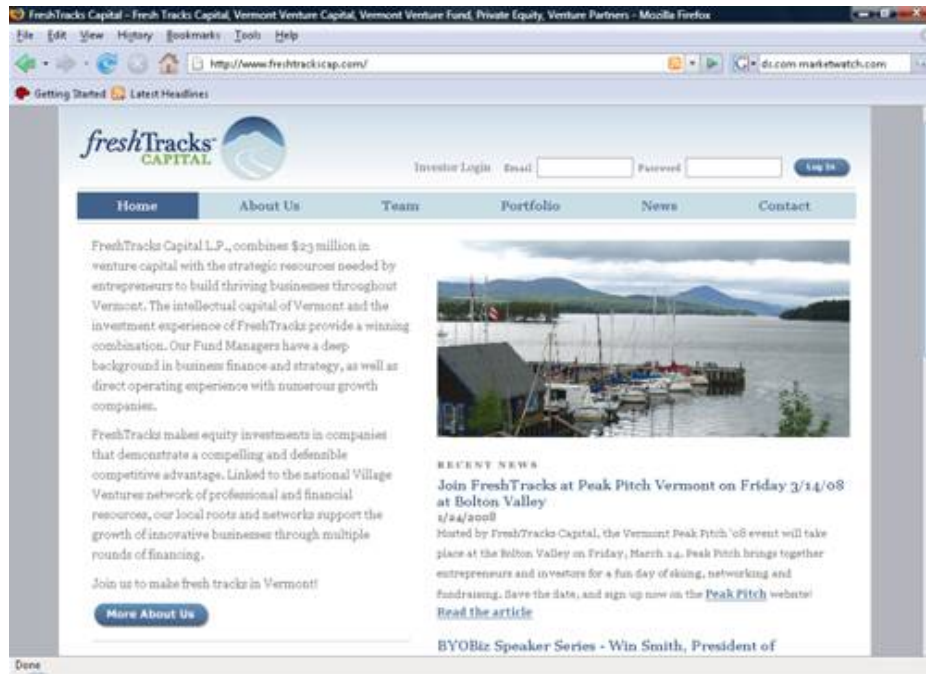 FreshTracks Capital - Fresh Tracks Capital, Vermont Venture Capital, Vermont Venture Fund, Private Equity, Venture Partners - Mozilla Firefox
File Edit View History Bookmarks Tools Help
http://www.freshtrackscap.com/
ds.com marketwatch.com
Getting Started Latest Headlines
freshTracks
CAPITAL
Investor Login Email Password Log In
Home About Us Team Portfolio News Contact
FreshTracks Capital L.P., combines $23 million in
venture capital with the strategic resources needed by
entrepreneurs to build thriving businesses throughout
Vermont. The intellectual capital of Vermont and the
investment experience of FreshTracks provide a winning
combination. Our Fund Managers have a deep
background in business finance and strategy, as well as
direct operating experience with numerous growth
companies.
FreshTracks makes equity investments in companies
that demonstrate a compelling and defensible
competitive advantage. Linked to the national Village
Ventures network of professional and financial
resources, our local roots and networks support the
growth of innovative businesses through multiple
rounds of financing.
Join us to make fresh tracks in Vermont!
More About Us
RECENT NEWS
Join FreshTracks at Peak Pitch Vermont on Friday 3/14/08
at Bolton Valley
1/24/2008
Hosted by FreshTracks Capital, the Vermont Peak Pitch '08 event will take
place at the Bolton Valley on Friday, March 14. Peak Pitch brings together
entrepreneurs and investors for a fun day of skiing, networking and
fundraising. Save the date, and sign up now on the Peak Pitch website!
Read the article
BYOBiz Speaker Series - Win Smith, President of
Done